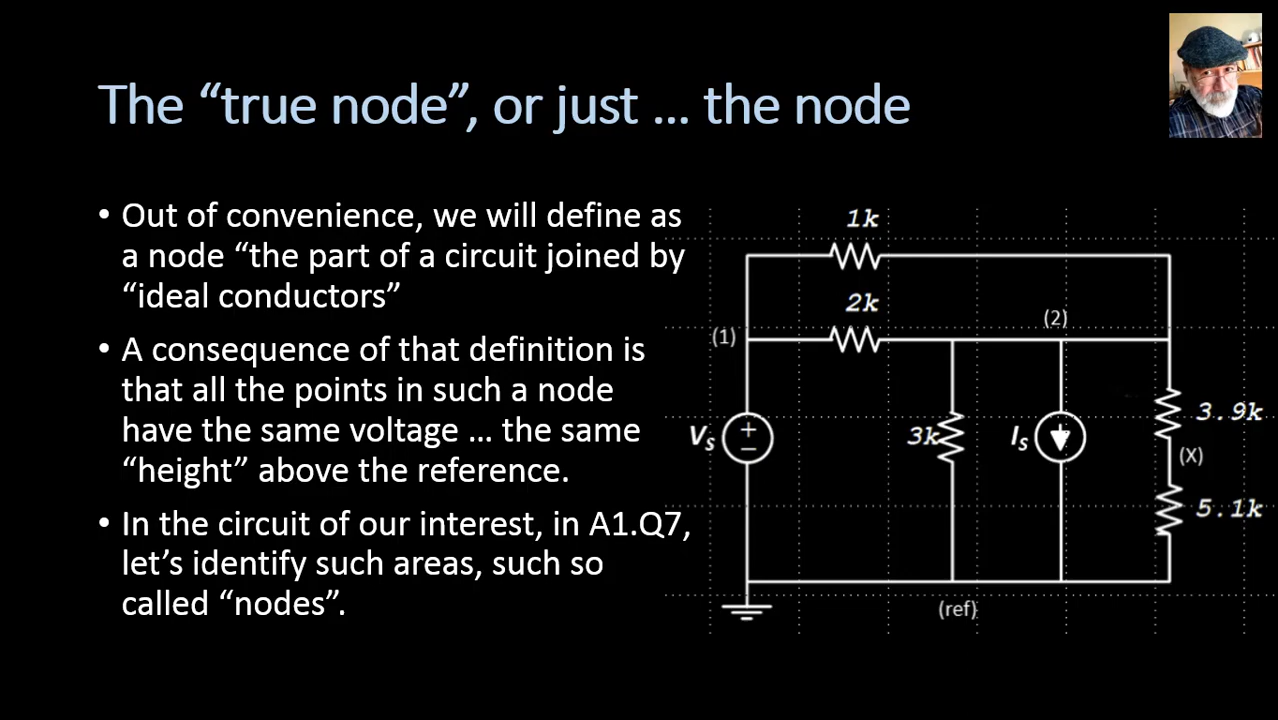 The “true node”, or just … the node
• Out of convenience, we will define as
a node “the part of a circuit joined by
“ideal conductors”
• A consequence of that definition is
that all the points in such a node
have the same voltage … the same
“height” above the reference.
• In the circuit of our interest, in A1.Q7,
let’s identify such areas, such so
called “nodes”.
1k
2k
(1)
(2)
3.9k
Vs
+
−
3k
Is
(X)
5.1k
(ref)